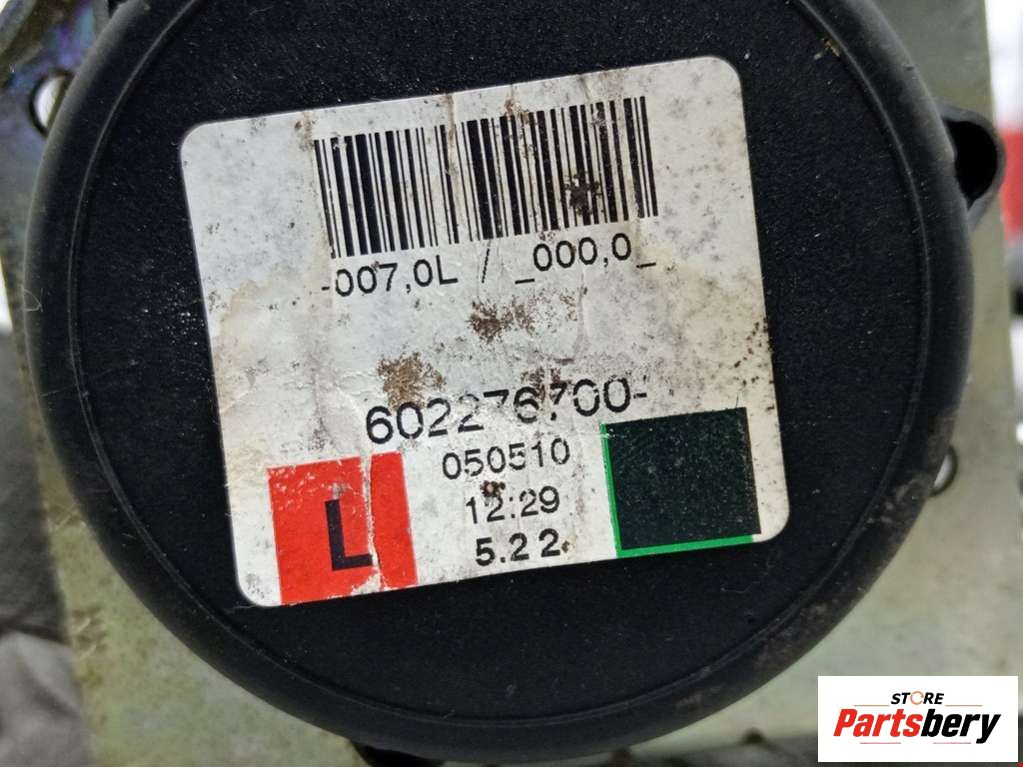 -007,0L / _000,0_
602276700-
050510
L
12:29
5.22
STORE
Partsbery